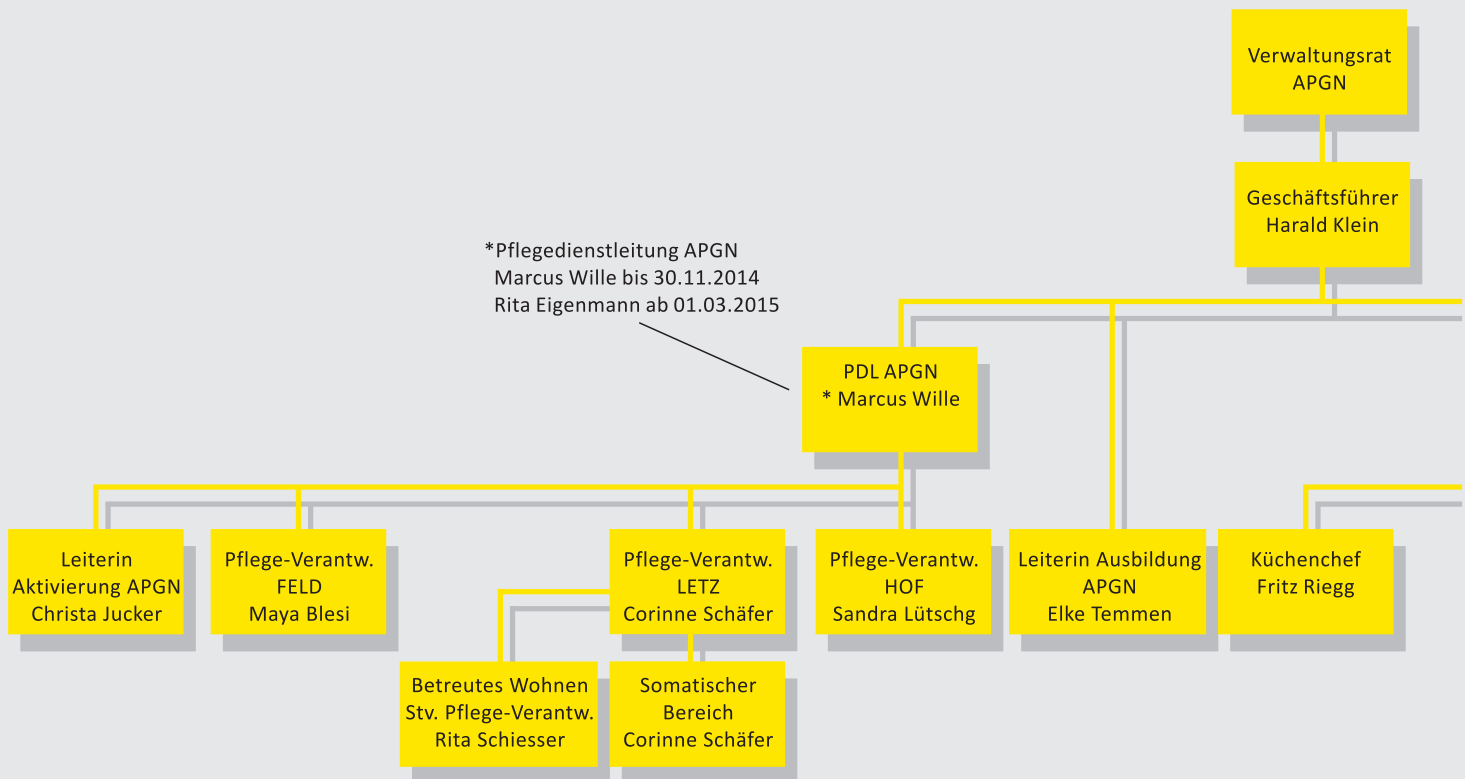 Verwaltungsrat
APGN
Geschäftsführer
Harald Klein
*Pflegedienstleitung APGN
Marcus Wille bis 30.11.2014
Rita Eigenmann ab 01.03.2015
PDL APGN
* Marcus Wille
Leiterin
Aktivierung APGN
Christa Jucker
Pflege-Verantw.
FELD
Maya Blesi
Pflege-Verantw.
LETZ
Corinne Schäfer
Pflege-Verantw.
HOF
Sandra Lütschg
Leiterin Ausbildung
APGN
Elke Temmen
Küchenchef
Fritz Riegg
Betreutes Wohnen
Stv. Pflege-Verantw.
Rita Schiesser
Somatischer
Bereich
Corinne Schäfer